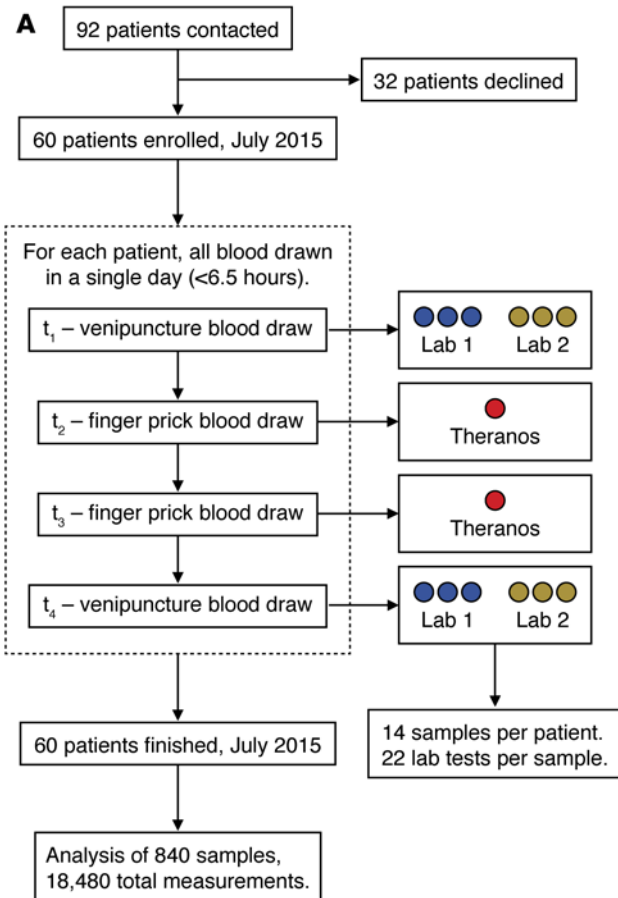 A
92 patients contacted
32 patients declined
60 patients enrolled, July 2015
For each patient, all blood drawn
in a single day (<6.5 hours).
t₁ – venipuncture blood draw
Lab 1 Lab 2
t₂ – finger prick blood draw
Theranos
t₃ – finger prick blood draw
Theranos
t₄ – venipuncture blood draw
Lab 1 Lab 2
14 samples per patient.
22 lab tests per sample.
60 patients finished, July 2015
Analysis of 840 samples,
18,480 total measurements.